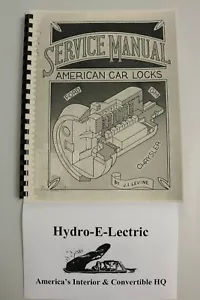 SERVICE MANUAL
AMERICAN CAR LOCKS
FORD
GM
CHRYSLER
BY J.J. LEVINE
Hydro-E-Lectric
America's Interior & Convertible HQ